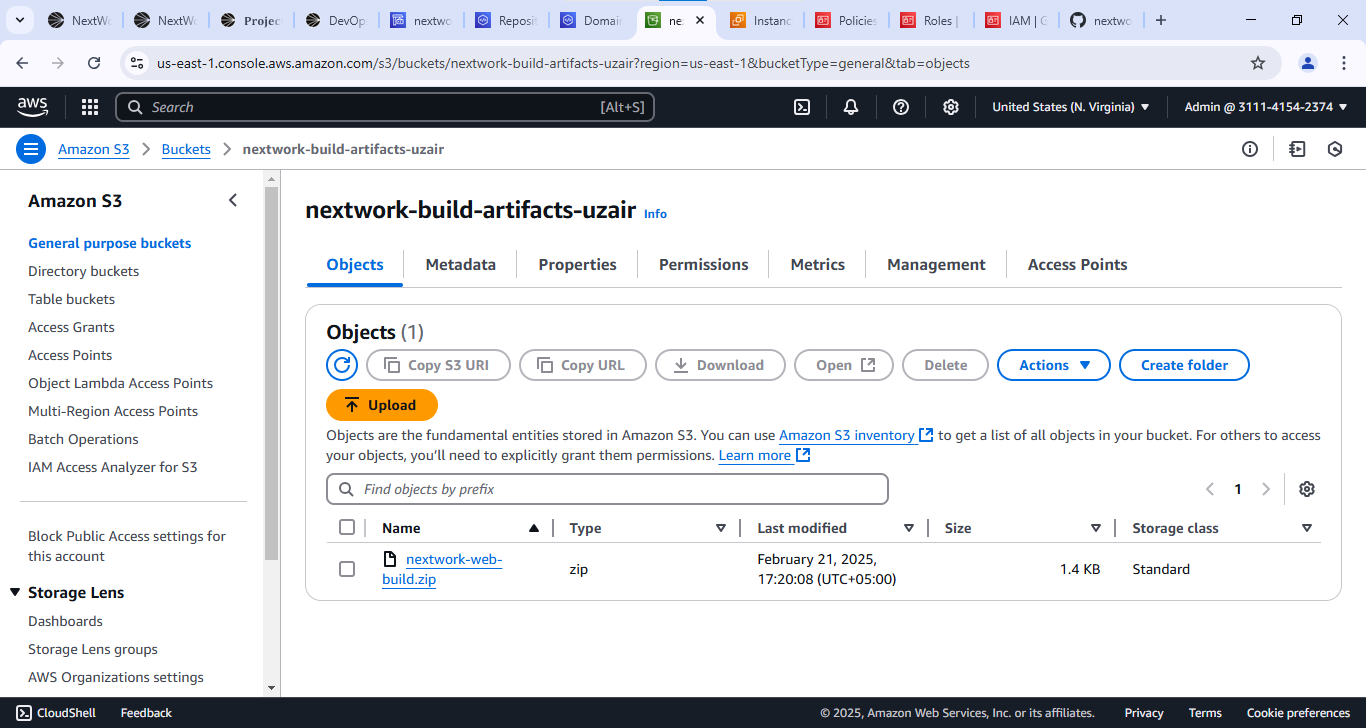 NextWo
NextWo
Project
DevOp
nextwo
Reposit
Domain
ne
Instanc
Policies
Roles |
IAM | G
nextwo
us-east-1.console.aws.amazon.com/s3/buckets/nextwork-build-artifacts-uzair?region=us-east-1&bucketType=general&tab=objects
aws
Search
[Alt+S]
United States (N. Virginia)
Admin @ 3111-4154-2374
Amazon S3
Buckets
nextwork-build-artifacts-uzair
Amazon S3
General purpose buckets
Directory buckets
Table buckets
Access Grants
Access Points
Object Lambda Access Points
Multi-Region Access Points
Batch Operations
IAM Access Analyzer for S3
Block Public Access settings for
this account
Storage Lens
Dashboards
Storage Lens groups
AWS Organizations settings
nextwork-build-artifacts-uzair Info
Objects
Metadata
Properties
Permissions
Metrics
Management
Access Points
Objects (1)
Copy S3 URI
Copy URL
Download
Open
Delete
Actions
Create folder
Upload
Objects are the fundamental entities stored in Amazon S3. You can use Amazon S3 inventory to get a list of all objects in your bucket. For others to access
your objects, you'll need to explicitly grant them permissions. Learn more
Find objects by prefix
1
Name
Type
Last modified
Size
Storage class
nextwork-web-
build.zip
zip
February 21, 2025,
17:20:08 (UTC+05:00)
1.4 KB
Standard
CloudShell
Feedback
© 2025, Amazon Web Services, Inc. or its affiliates.
Privacy
Terms
Cookie preferences